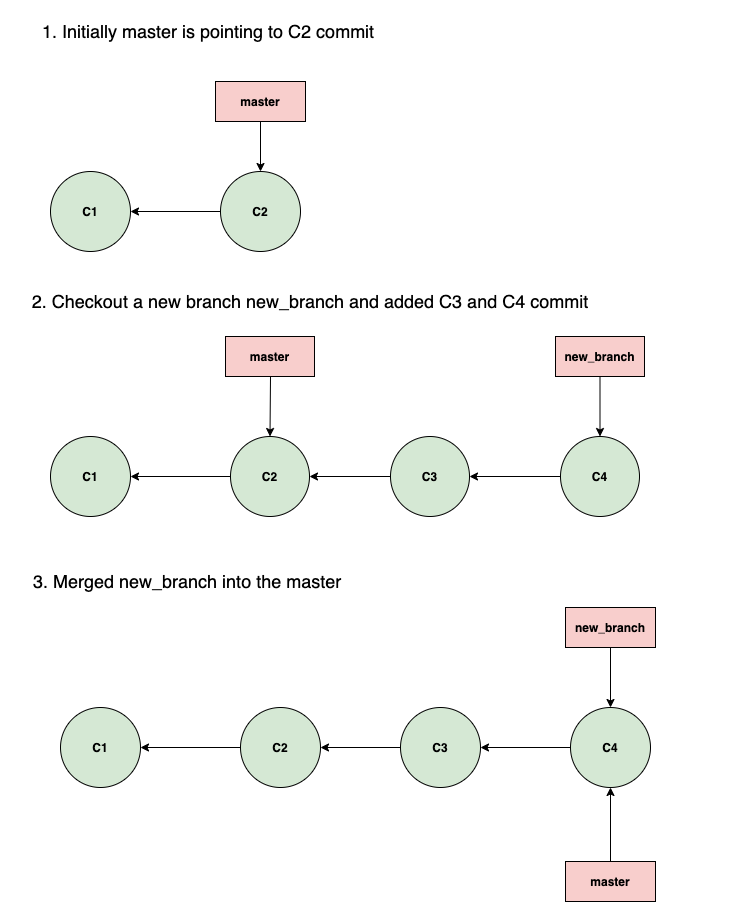 1. Initially master is pointing to C2 commit
master
C1
C2
2. Checkout a new branch new_branch and added C3 and C4 commit
master
new_branch
C1
C2
C3
C4
3. Merged new_branch into the master
new_branch
C1
C2
C3
C4
master